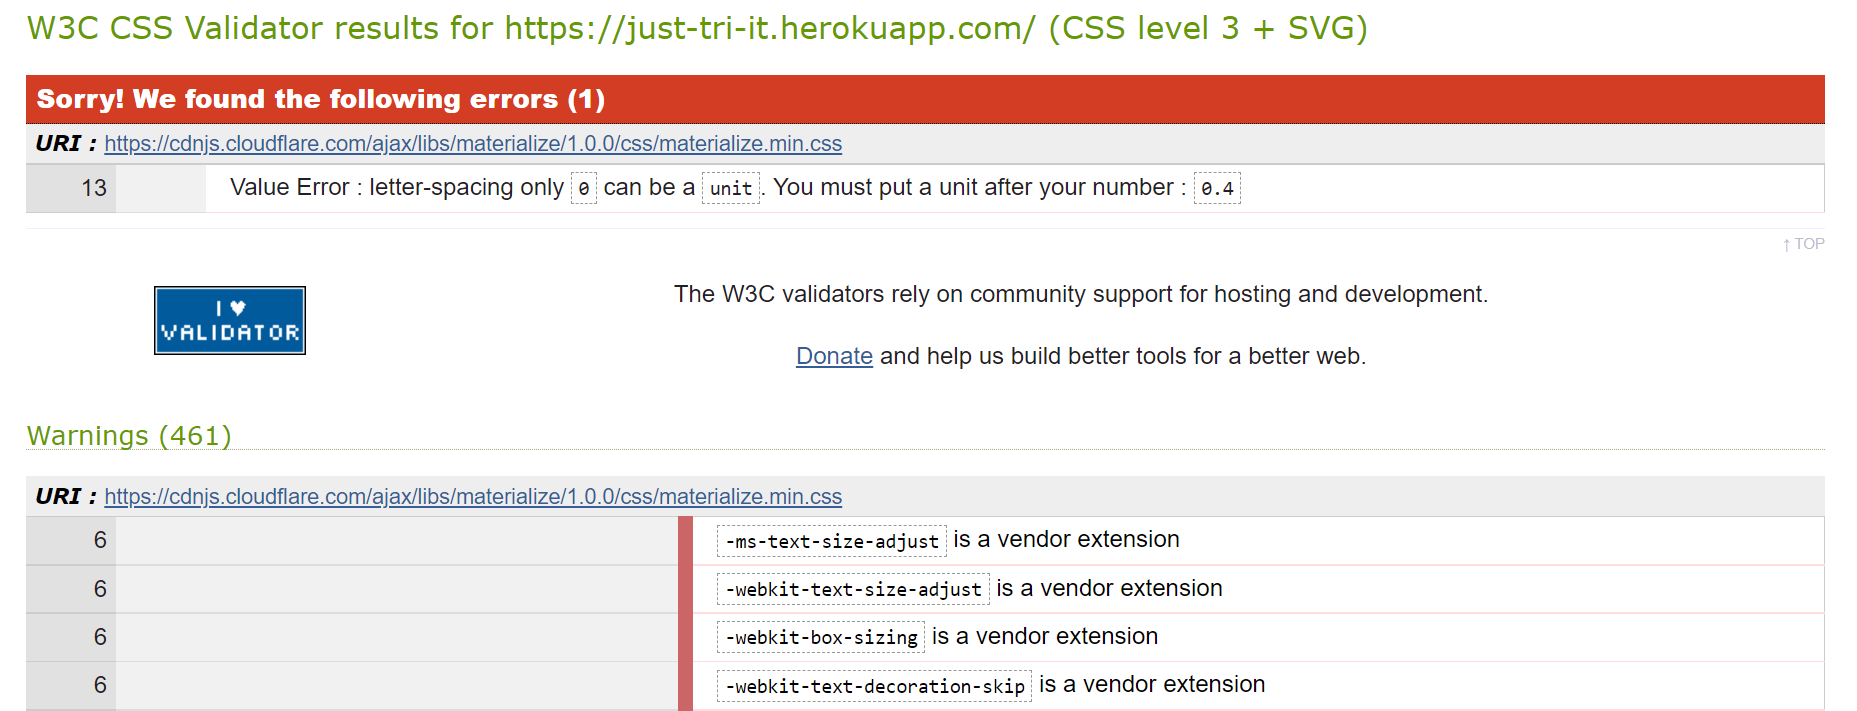 W3C CSS Validator results for https://just-tri-it.herokuapp.com/ (CSS level 3 + SVG)
Sorry! We found the following errors (1)
URI : https://cdnjs.cloudflare.com/ajax/libs/materialize/1.0.0/css/materialize.min.css
13 Value Error : letter-spacing only 0 can be a unit. You must put a unit after your number : 0.4
↑ TOP
I ♥
VALIDATOR
The W3C validators rely on community support for hosting and development.
Donate and help us build better tools for a better web.
Warnings (461)
URI : https://cdnjs.cloudflare.com/ajax/libs/materialize/1.0.0/css/materialize.min.css
6 -ms-text-size-adjust is a vendor extension
6 -webkit-text-size-adjust is a vendor extension
6 -webkit-box-sizing is a vendor extension
6 -webkit-text-decoration-skip is a vendor extension